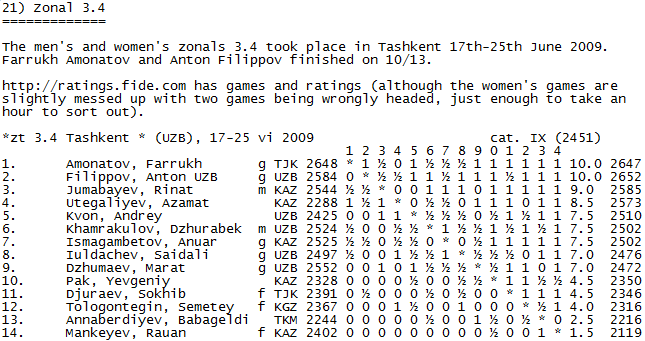 21) Zonal 3.4
=============
The men's and women's zonals 3.4 took place in Tashkent 17th-25th June 2009.
Farrukh Amonatov and Anton Filippov finished on 10/13.
http://ratings.fide.com has games and ratings (although the women's games are
slightly messed up with two games being wrongly headed, just enough to take an
hour to sort out).
*zt 3.4 Tashkent * (UZB), 17-25 vi 2009 cat. IX (2451)
1 2 3 4 5 6 7 8 9 0 1 2 3 4
1. Amonatov, Farrukh g TJK 2648 * 1 ½ 0 1 ½ ½ 1 1 1 1 1 1 1 10.0 2647
2. Filippov, Anton UZB g UZB 2584 0 * ½ ½ 1 1 ½ 1 1 1 ½ 1 1 1 10.0 2652
3. Jumabayev, Rinat m KAZ 2544 ½ ½ * 0 0 1 1 1 0 1 1 1 1 1 9.0 2585
4. Utegaliyev, Azamat KAZ 2288 1 ½ 1 * 0 ½ ½ 0 1 1 1 0 1 1 8.5 2573
5. Kvon, Andrey UZB 2425 0 0 1 1 * ½ ½ ½ 0 ½ 1 ½ 1 1 7.5 2510
6. Khamrakulov, Dzhurabek m UZB 2524 ½ 0 0 ½ ½ * 1 ½ ½ 1 ½ 1 ½ 1 7.5 2502
7. Ismagambetov, Anuar g KAZ 2525 ½ ½ 0 ½ ½ 0 * 0 ½ 1 1 1 1 1 7.5 2502
8. Iuldachev, Saidali g UZB 2497 ½ 0 0 1 ½ ½ 1 * ½ ½ ½ 0 1 1 7.0 2476
9. Dzhumaev, Marat g UZB 2552 0 0 1 0 1 ½ ½ ½ * ½ 1 1 0 1 7.0 2472
10. Pak, Yevgeniy KAZ 2328 0 0 0 0 ½ 0 0 ½ ½ * 1 1 ½ ½ 4.5 2350
11. Djuraev, Sokhib f TJK 2391 0 ½ 0 0 0 ½ 0 ½ 0 0 * 1 1 1 4.5 2346
12. Tologontegin, Semetey f KGZ 2367 0 0 0 1 ½ 0 0 1 0 0 0 * ½ 1 4.0 2316
13. Annaberdiyev, Babageldi TKM 2244 0 0 0 0 0 ½ 0 0 1 ½ 0 ½ * 0 2.5 2216
14. Mankeyev, Rauan f KAZ 2402 0 0 0 0 0 0 0 0 0 ½ 0 0 1 * 1.5 2119